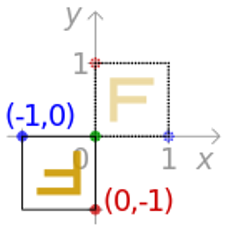 y
1
F
(-1,0)
0
1
x
F
(0,-1)